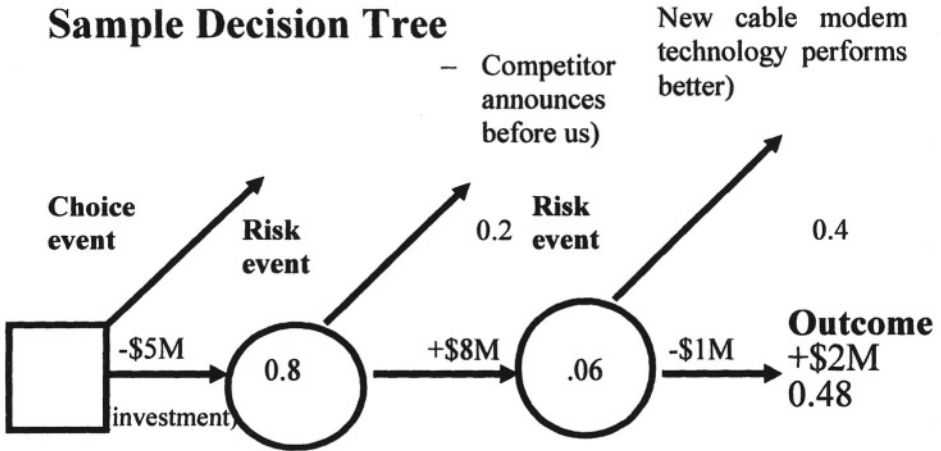 Sample Decision Tree
– Competitor
announces
before us)
New cable modem
technology performs
better)
Choice
event
Risk
event
0.2
Risk
event
0.4
-$5M
(investment)
0.8
+$8M
.06
-$1M
Outcome
+$2M
0.48